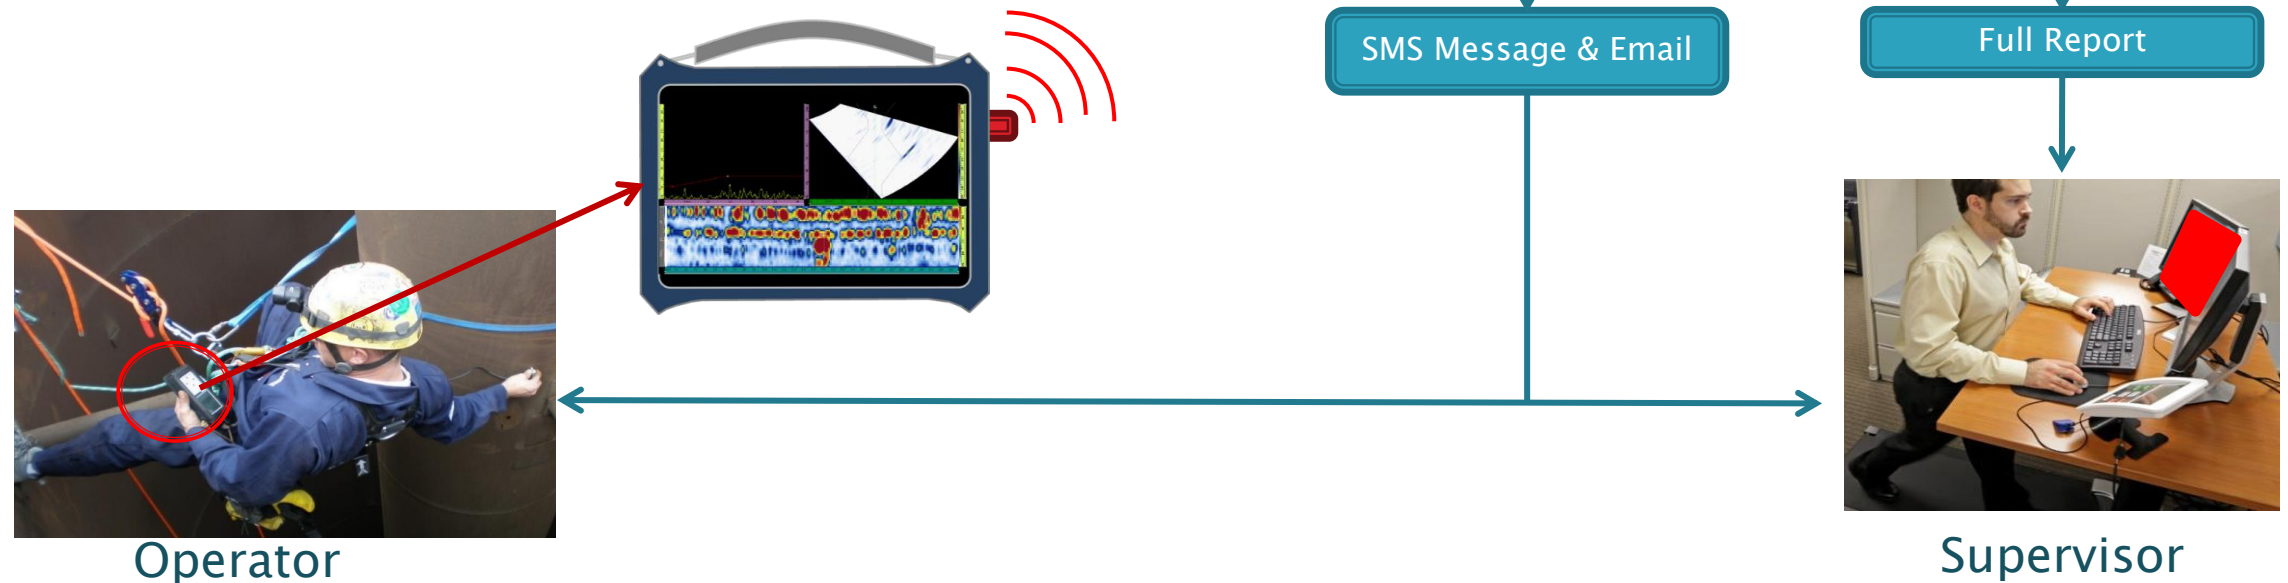 SMS Message & Email
Full Report
Operator
Supervisor